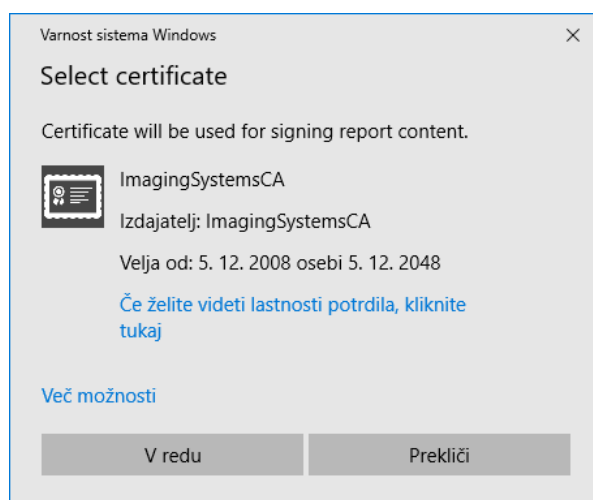 Varnost sistema Windows
Select certificate
Certificate will be used for signing report content.
ImagingSystemsCA
Izdajatelj: ImagingSystemsCA
Velja od: 5. 12. 2008 osebi 5. 12. 2048
Če želite videti lastnosti potrdila, kliknite
tukaj
Več možnosti
V redu
Prekliči